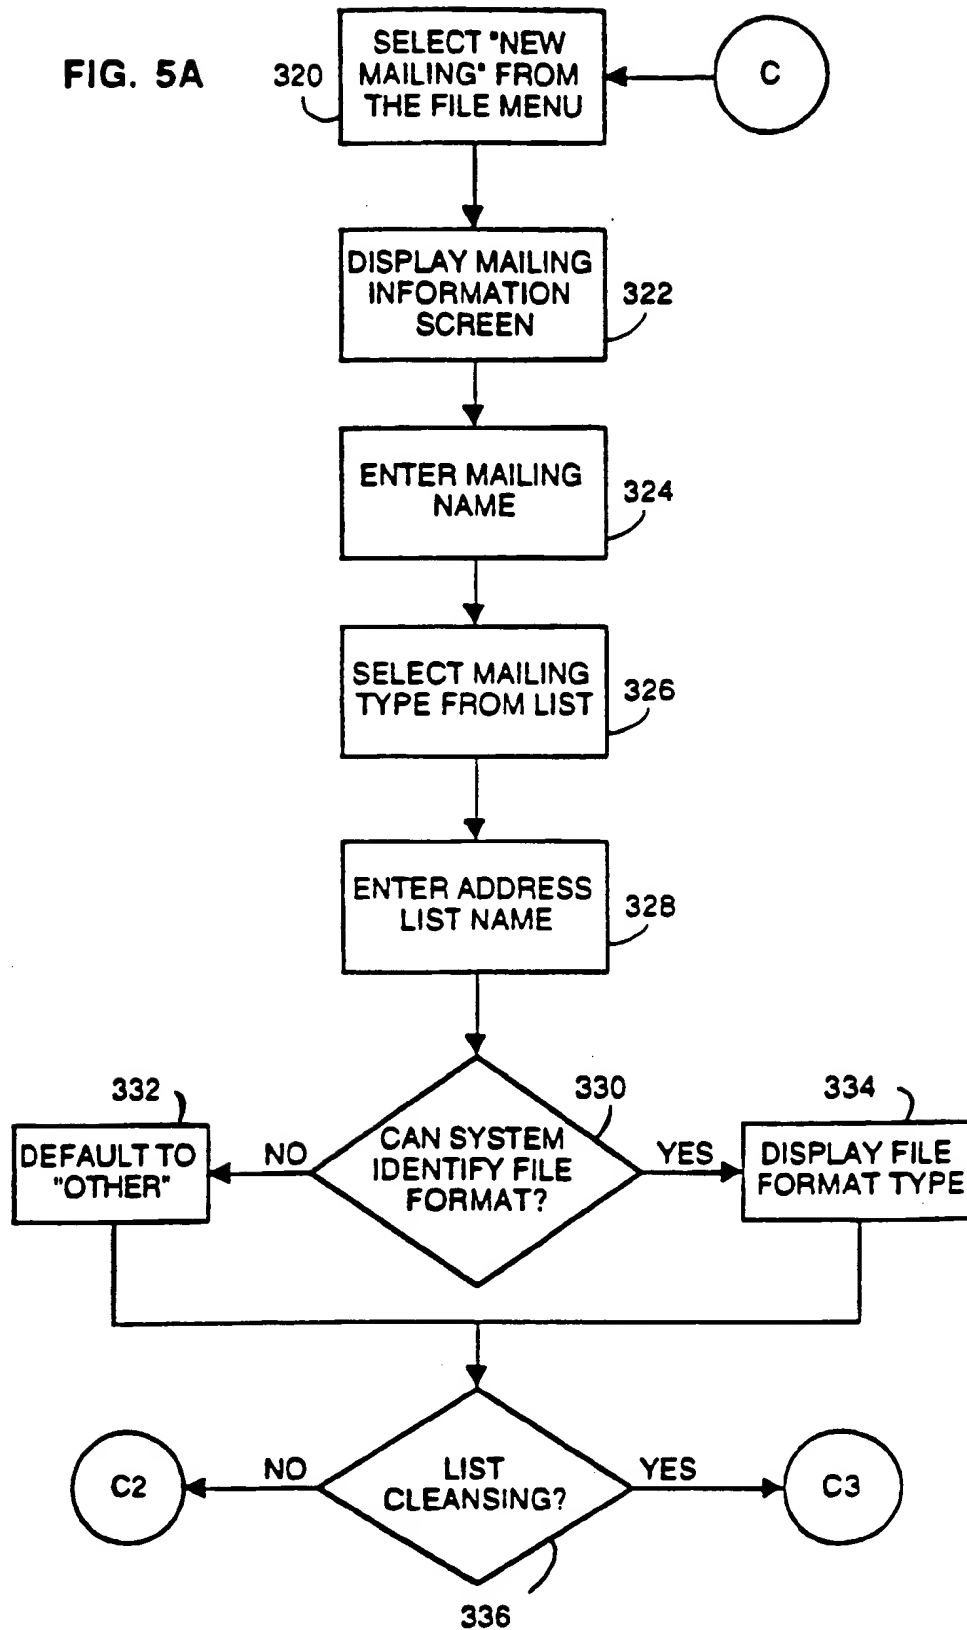 FIG. 5A
320
SELECT "NEW
MAILING" FROM
THE FILE MENU
C
DISPLAY MAILING
INFORMATION
SCREEN
322
ENTER MAILING
NAME
324
SELECT MAILING
TYPE FROM LIST
326
ENTER ADDRESS
LIST NAME
328
332
330
334
DEFAULT TO
"OTHER"
NO
CAN SYSTEM
IDENTIFY FILE
FORMAT?
YES
DISPLAY FILE
FORMAT TYPE
C2
NO
LIST
CLEANSING?
YES
C3
336